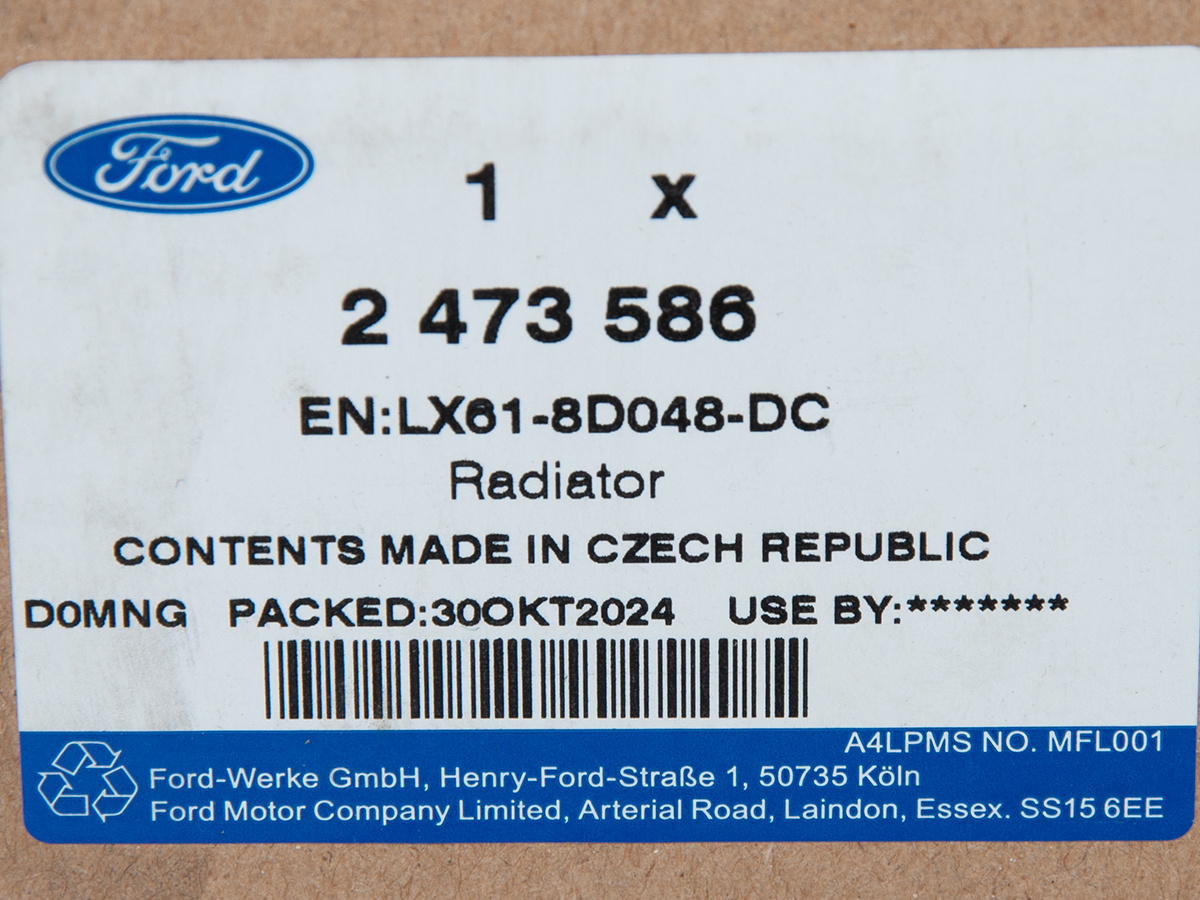 Ford
1 x
2 473 586
EN:LX61-8D048-DC
Radiator
CONTENTS MADE IN CZECH REPUBLIC
D0MNG PACKED:30OKT2024 USE BY:*******
A4LPMS NO. MFL001
Ford-Werke GmbH, Henry-Ford-Straße 1, 50735 Köln
Ford Motor Company Limited, Arterial Road, Laindon, Essex. SS15 6EE